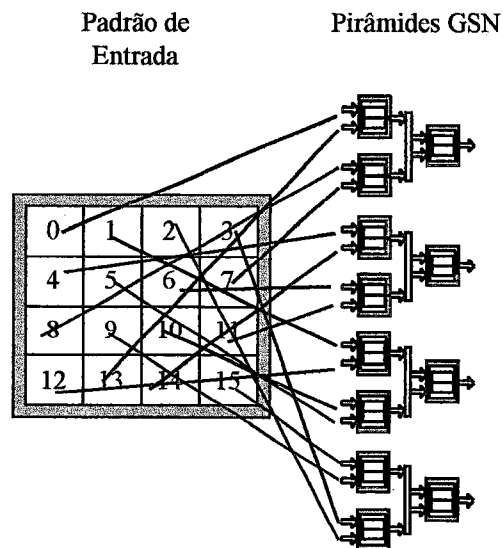 Padrão de
Entrada
Pirâmides GSN
0 1 2 3
4 5 6 7
8 9 10 11
12 13 14 15